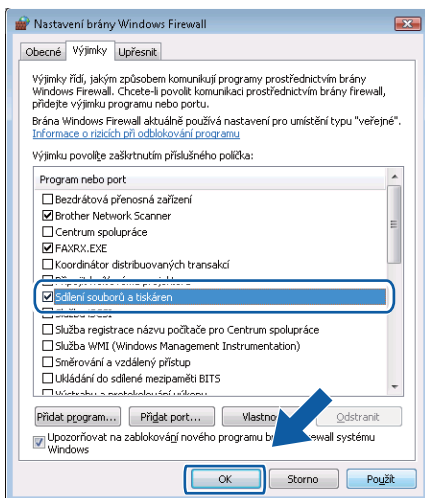 Nastavení brány Windows Firewall
Obecné Výjimky Upřesnit
Výjimky řídí, jakým způsobem komunikují programy prostřednictvím brány
Windows Firewall. Chcete-li povolit komunikaci prostřednictvím brány firewall,
přidejte výjimku programu nebo portu.
Brána Windows Firewall aktuálně používá nastavení pro umístění typu "veřejné".
Informace o rizicích při odblokování programu
Výjimku povolíte zaškrtnutím příslušného políčka:
Program nebo port
Bezdrátová přenosná zařízení
Brother Network Scanner
Centrum spolupráce
FAXRX.EXE
Koordinátor distribuovaných transakcí
Sdílení souborů a tiskáren
Služba registrace názvu počítače pro Centrum spolupráce
Služba WMI (Windows Management Instrumentation)
Směrování a vzdálený přístup
Ukládání do sdílené mezipaměti BITS
Přidat program... Přidat port... Odstranit
Upozorňovat na zablokování nového programu systému
Windows
OK Storno Použít